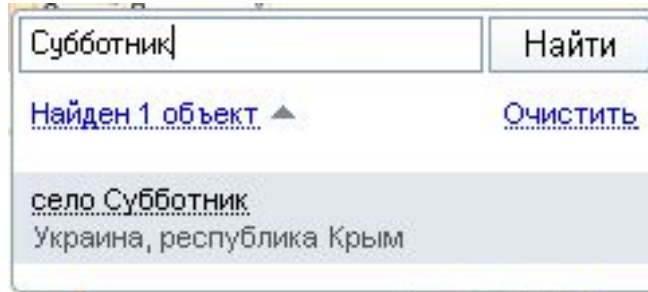 Субботник Найти
Найден 1 объект Очистить
село Субботник
Украина, республика Крым